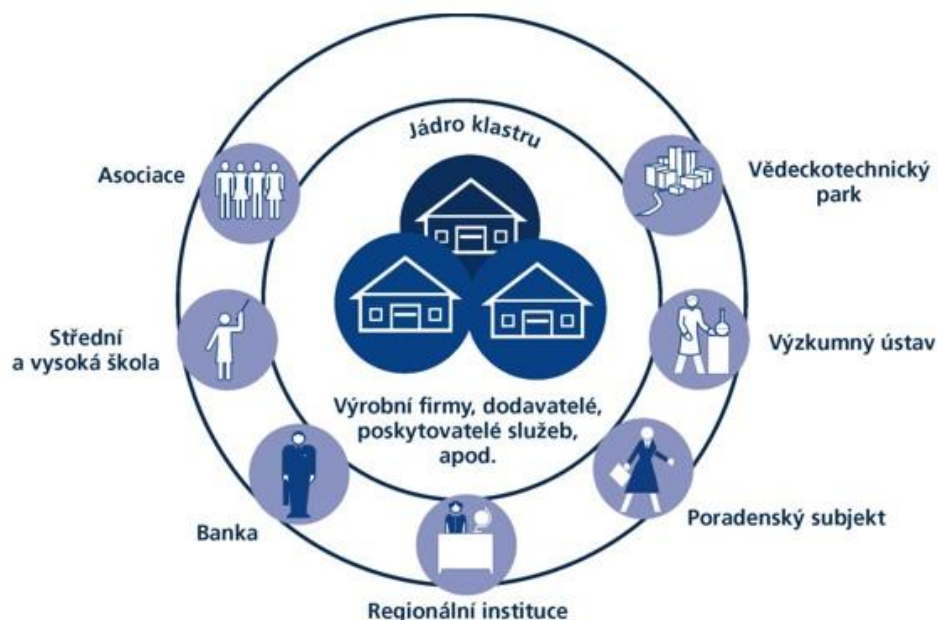 Jádro klastru
Asociace
Vědeckotechnický
park
Střední
a vysoká škola
Výzkumný ústav
Výrobní firmy, dodavatelé,
poskytovatelé služeb,
apod.
Banka
Poradenský subjekt
Regionální instituce